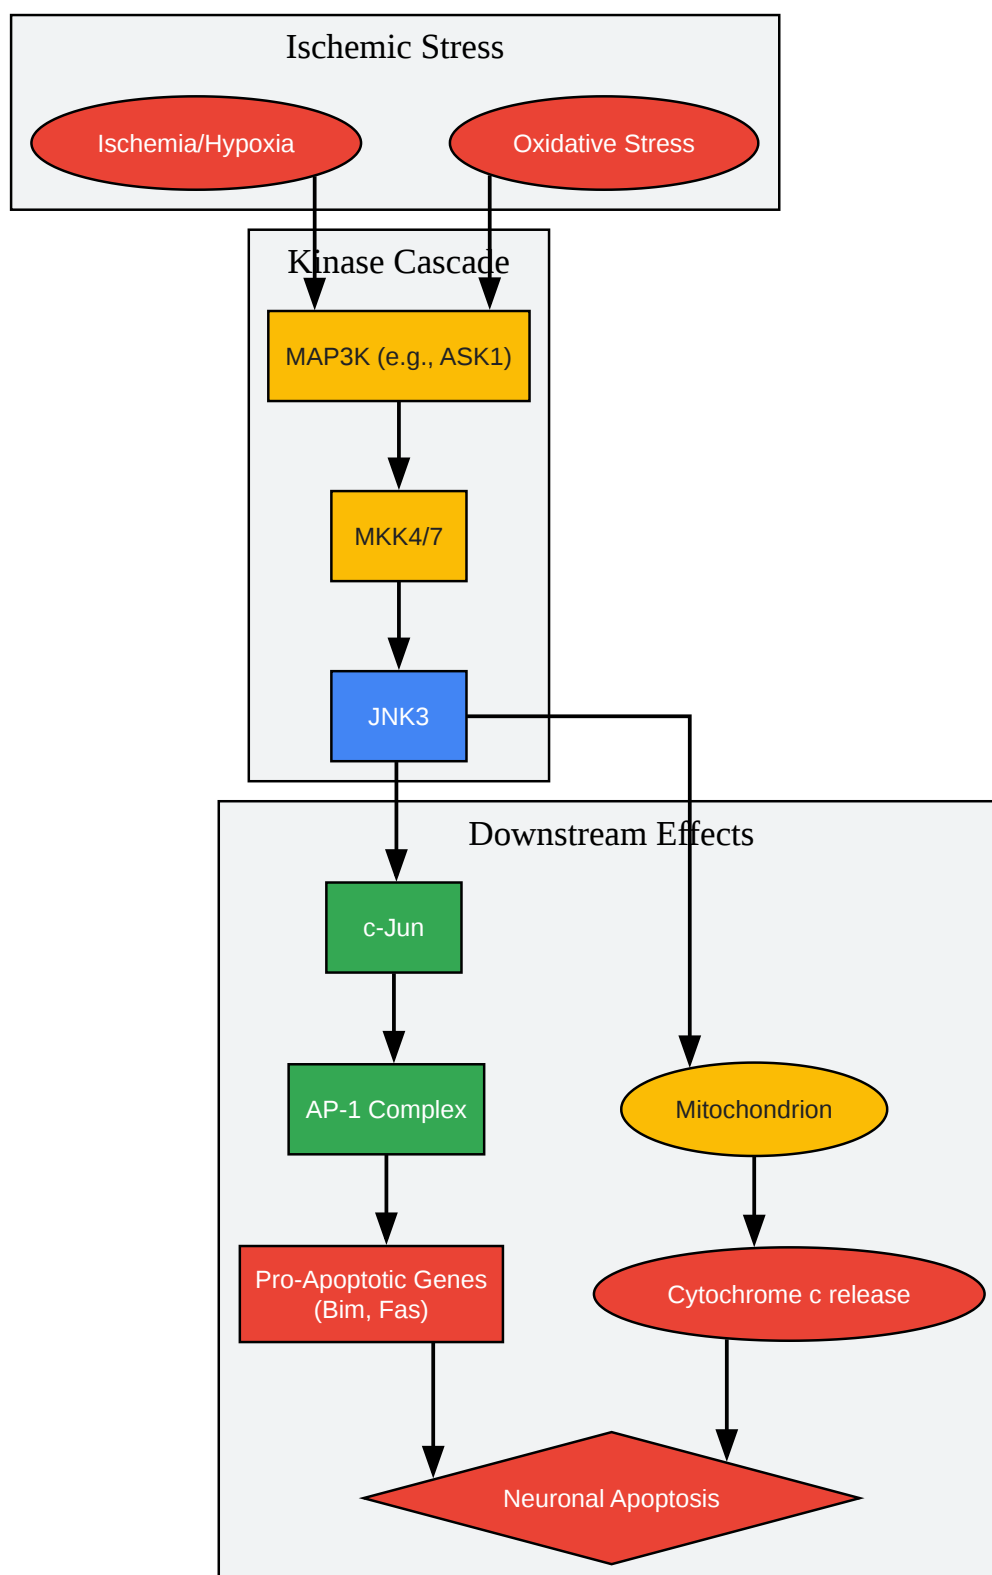 Ischemic Stress
Ischemia/Hypoxia
Oxidative Stress
Kinase Cascade
MAP3K (e.g., ASK1)
MKK4/7
JNK3
Downstream Effects
c-Jun
AP-1 Complex
Mitochondrion
Pro-Apoptotic Genes
(Bim, Fas)
Cytochrome c release
Neuronal Apoptosis